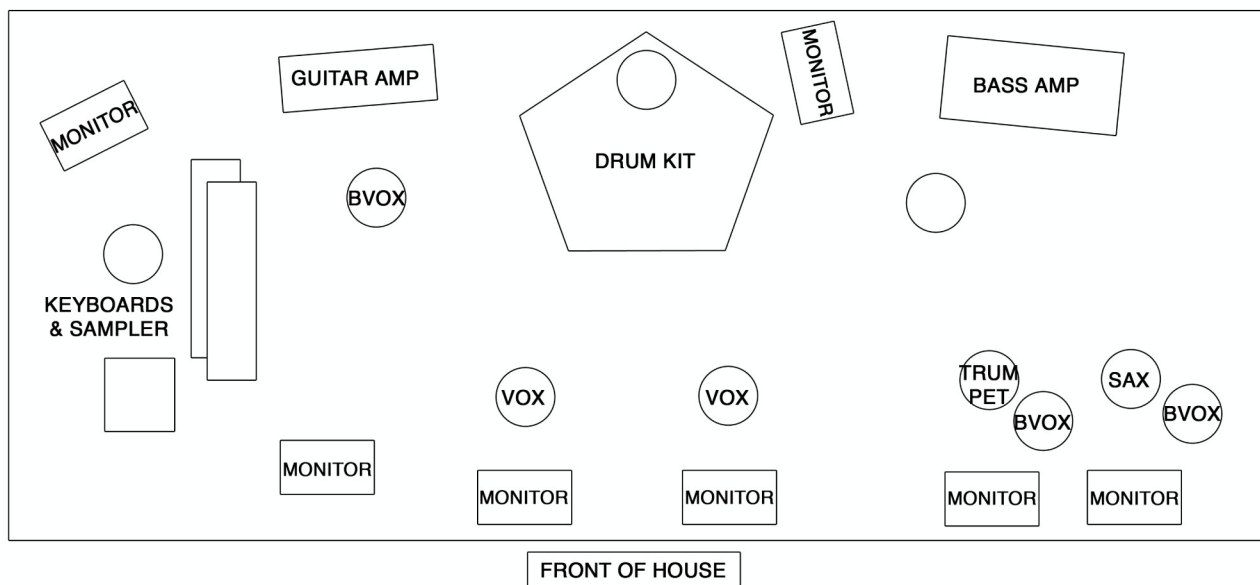 MONITOR
GUITAR AMP
MONITOR
BASS AMP
DRUM KIT
BVOX
KEYBOARDS
& SAMPLER
VOX
VOX
TRUM
PET
BVOX
SAX
BVOX
MONITOR
MONITOR
MONITOR
MONITOR
MONITOR
FRONT OF HOUSE